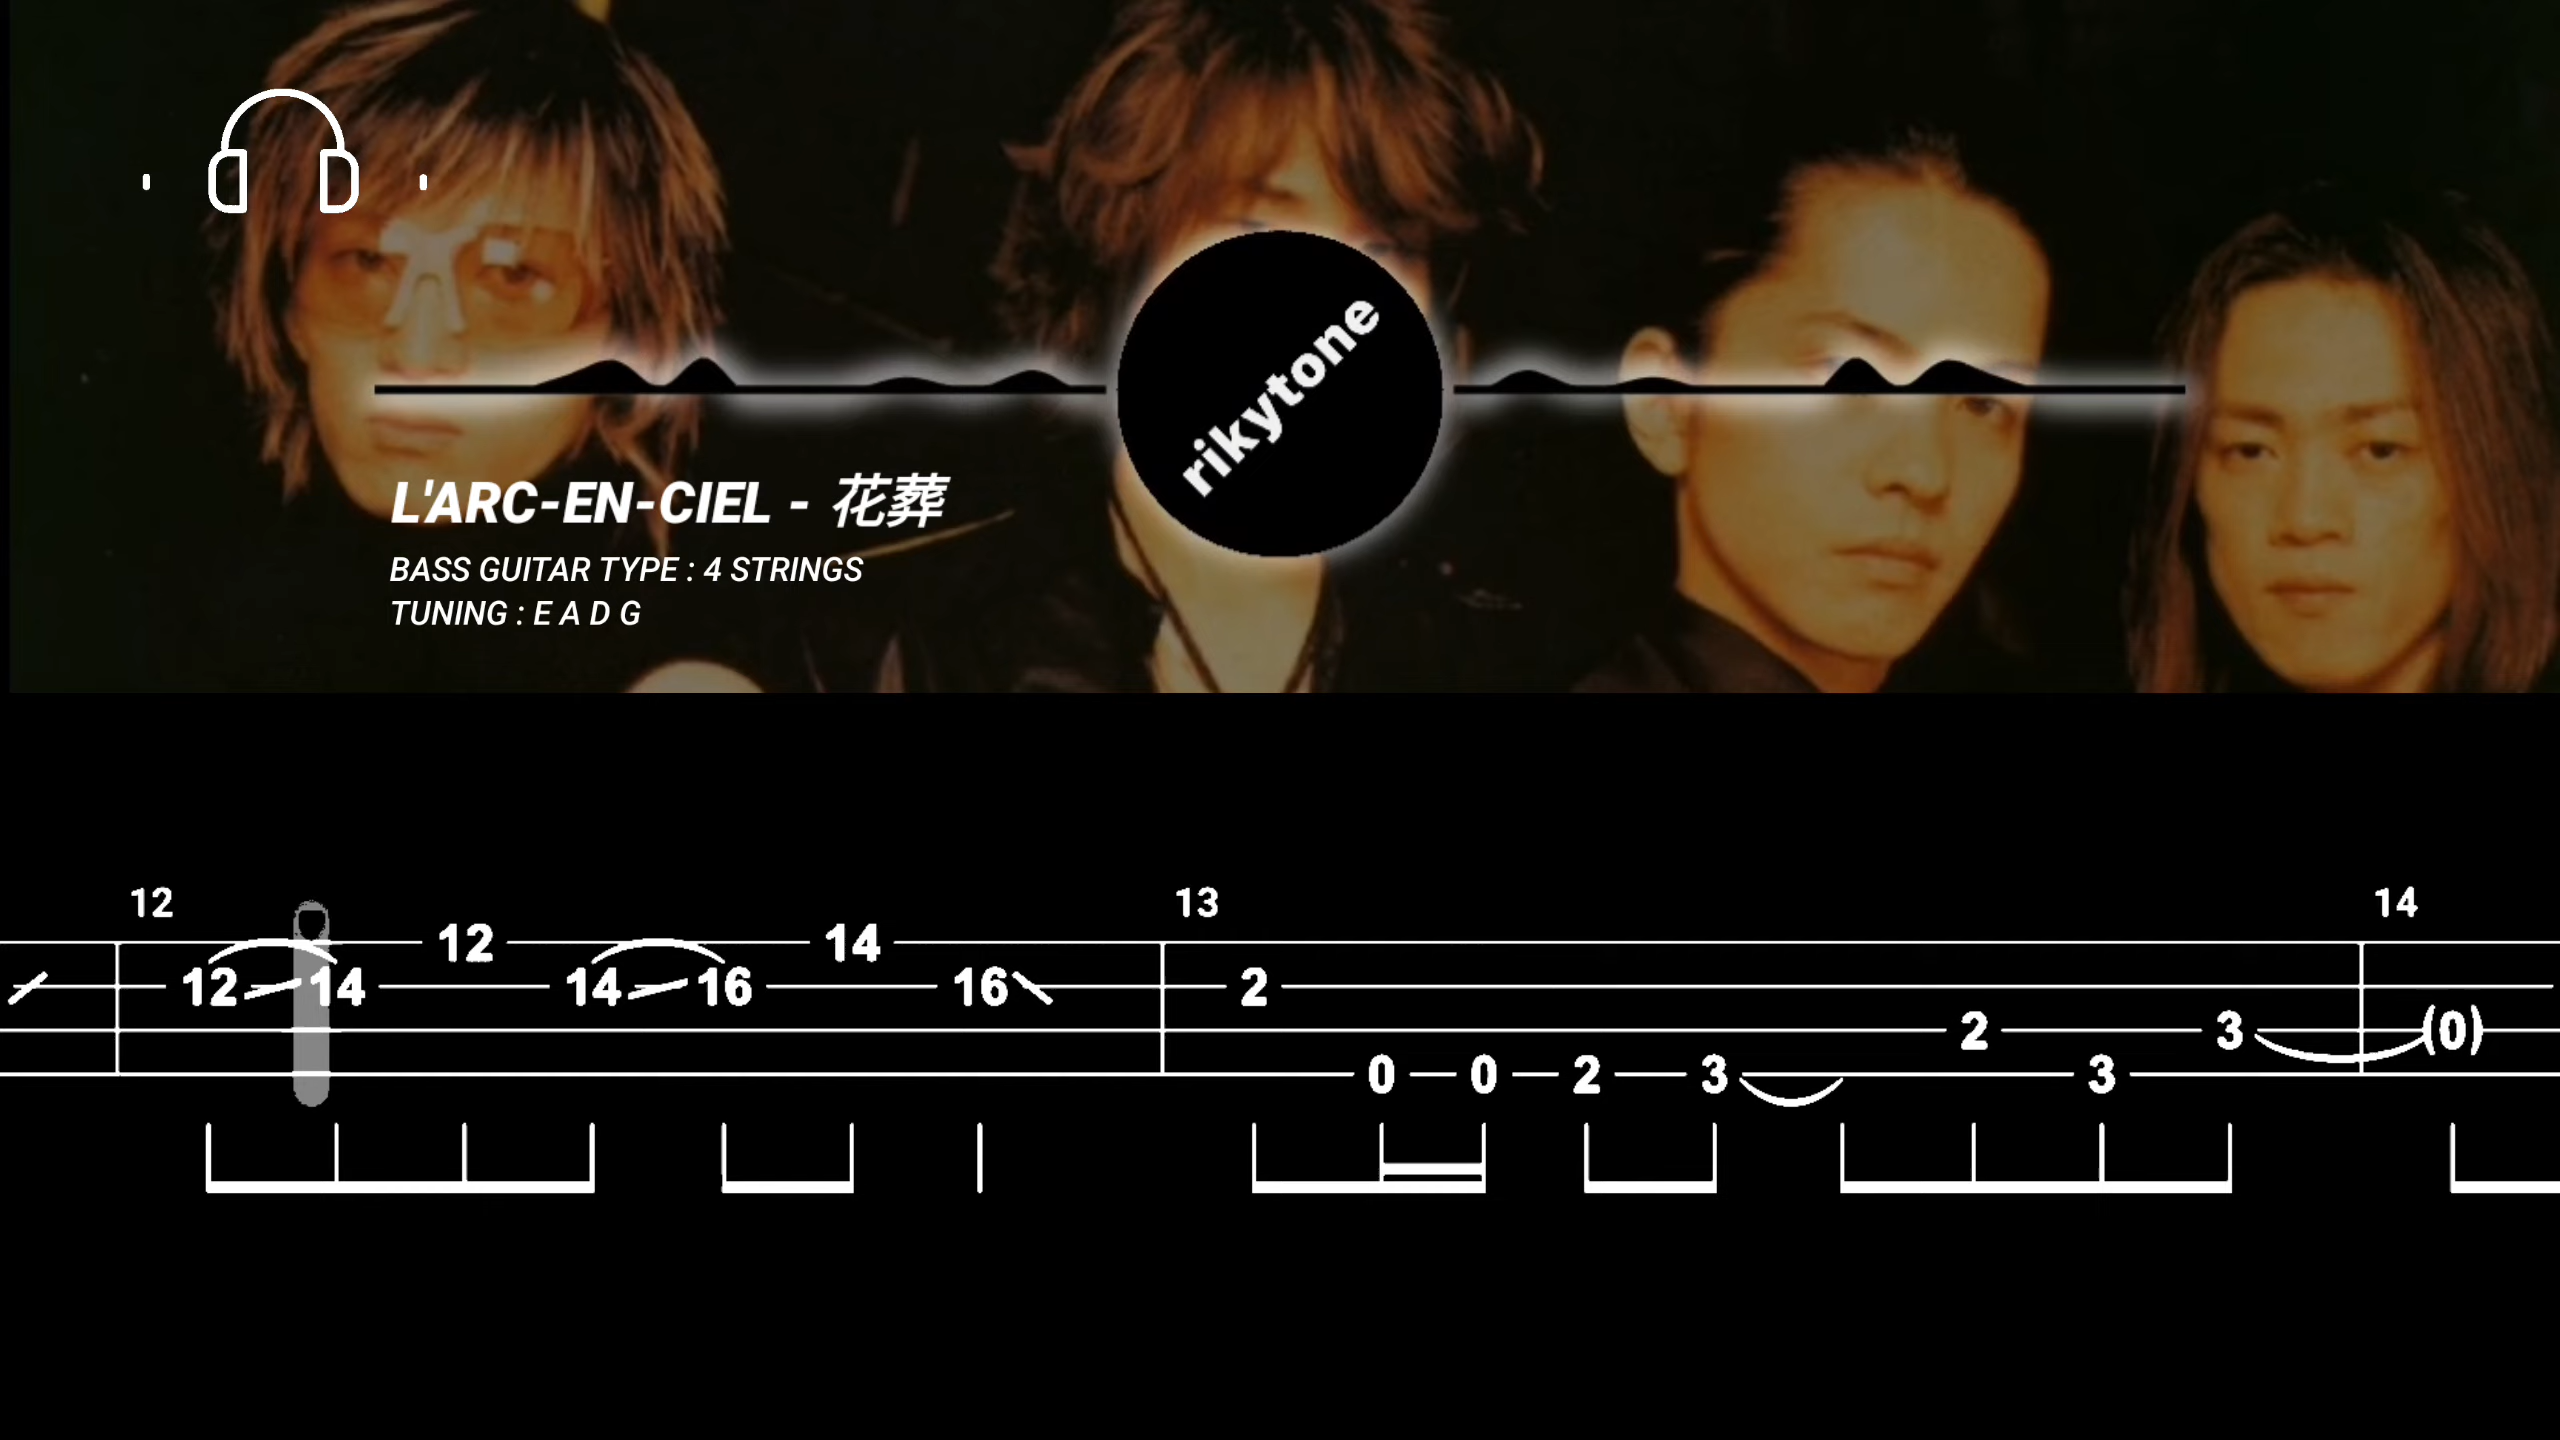 rikytone
L'ARC-EN-CIEL - 花葬
BASS GUITAR TYPE : 4 STRINGS
TUNING : E A D G
12 13 14
12 14
12 14 14 16 16 2
2 3 (0)
0 0 2 3 3